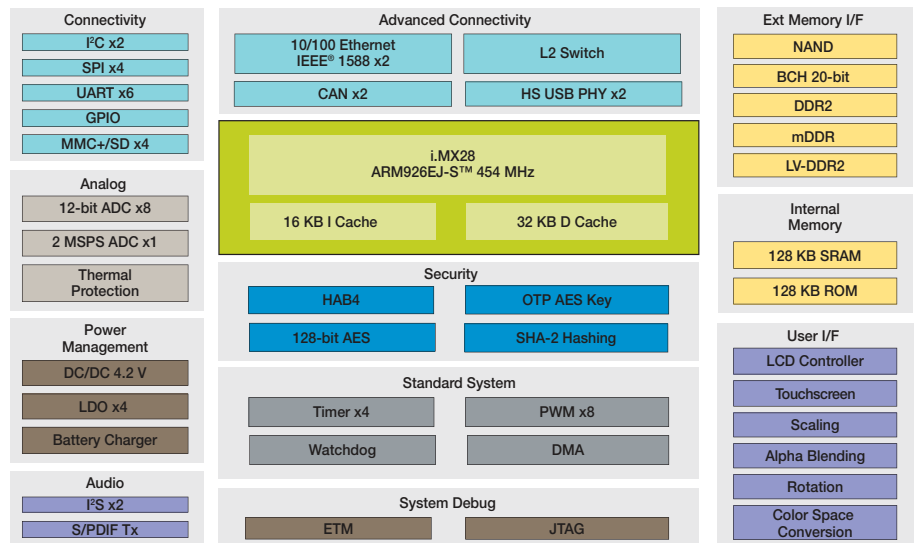 Connectivity
I²C x2
SPI x4
UART x6
GPIO
MMC+/SD x4
Analog
12-bit ADC x8
2 MSPS ADC x1
Thermal
Protection
Power
Management
DC/DC 4.2 V
LDO x4
Battery Charger
Audio
I²S x2
S/PDIF Tx
Advanced Connectivity
10/100 Ethernet
IEEE® 1588 x2
L2 Switch
CAN x2
HS USB PHY x2
i.MX28
ARM926EJ-S™ 454 MHz
16 KB I Cache
32 KB D Cache
Security
HAB4
OTP AES Key
128-bit AES
SHA-2 Hashing
Standard System
Timer x4
PWM x8
Watchdog
DMA
System Debug
ETM
JTAG
Ext Memory I/F
NAND
BCH 20-bit
DDR2
mDDR
LV-DDR2
Internal
Memory
128 KB SRAM
128 KB ROM
User I/F
LCD Controller
Touchscreen
Scaling
Alpha Blending
Rotation
Color Space
Conversion